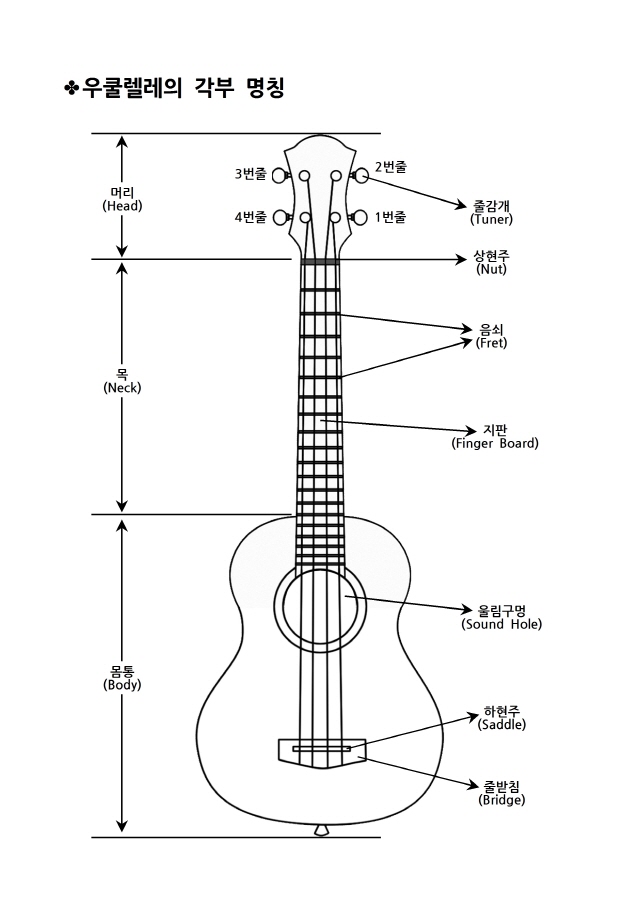 ✤우쿨렐레의 각부 명칭
3번줄
2번줄
머리
(Head)
줄감개
(Tuner)
4번줄
1번줄
상현주
(Nut)
음쇠
(Fret)
목
(Neck)
지판
(Finger Board)
울림구멍
(Sound Hole)
몸통
(Body)
하현주
(Saddle)
줄받침
(Bridge)